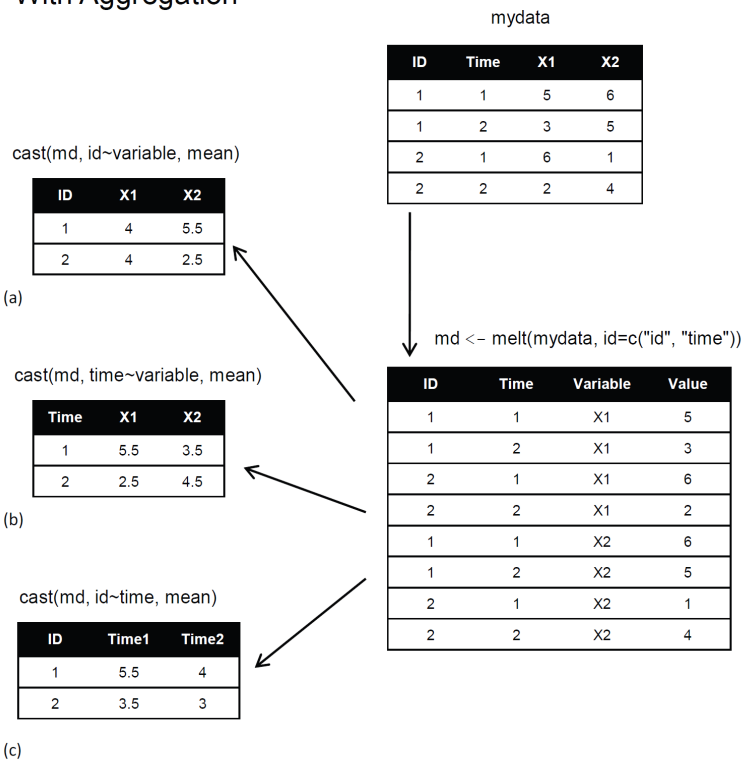 With Aggregation
mydata
ID Time X1 X2
1 1 5 6
1 2 3 5
2 1 6 1
2 2 2 4
cast(md, id~variable, mean)
ID X1 X2
1 4 5.5
2 4 2.5
(a)
md <- melt(mydata, id=c("id", "time"))
ID Time Variable Value
1 1 X1 5
1 2 X1 3
2 1 X1 6
2 2 X1 2
1 1 X2 6
1 2 X2 5
2 1 X2 1
2 2 X2 4
cast(md, time~variable, mean)
Time X1 X2
1 5.5 3.5
2 2.5 4.5
(b)
cast(md, id~time, mean)
ID Time1 Time2
1 5.5 4
2 3.5 3
(c)